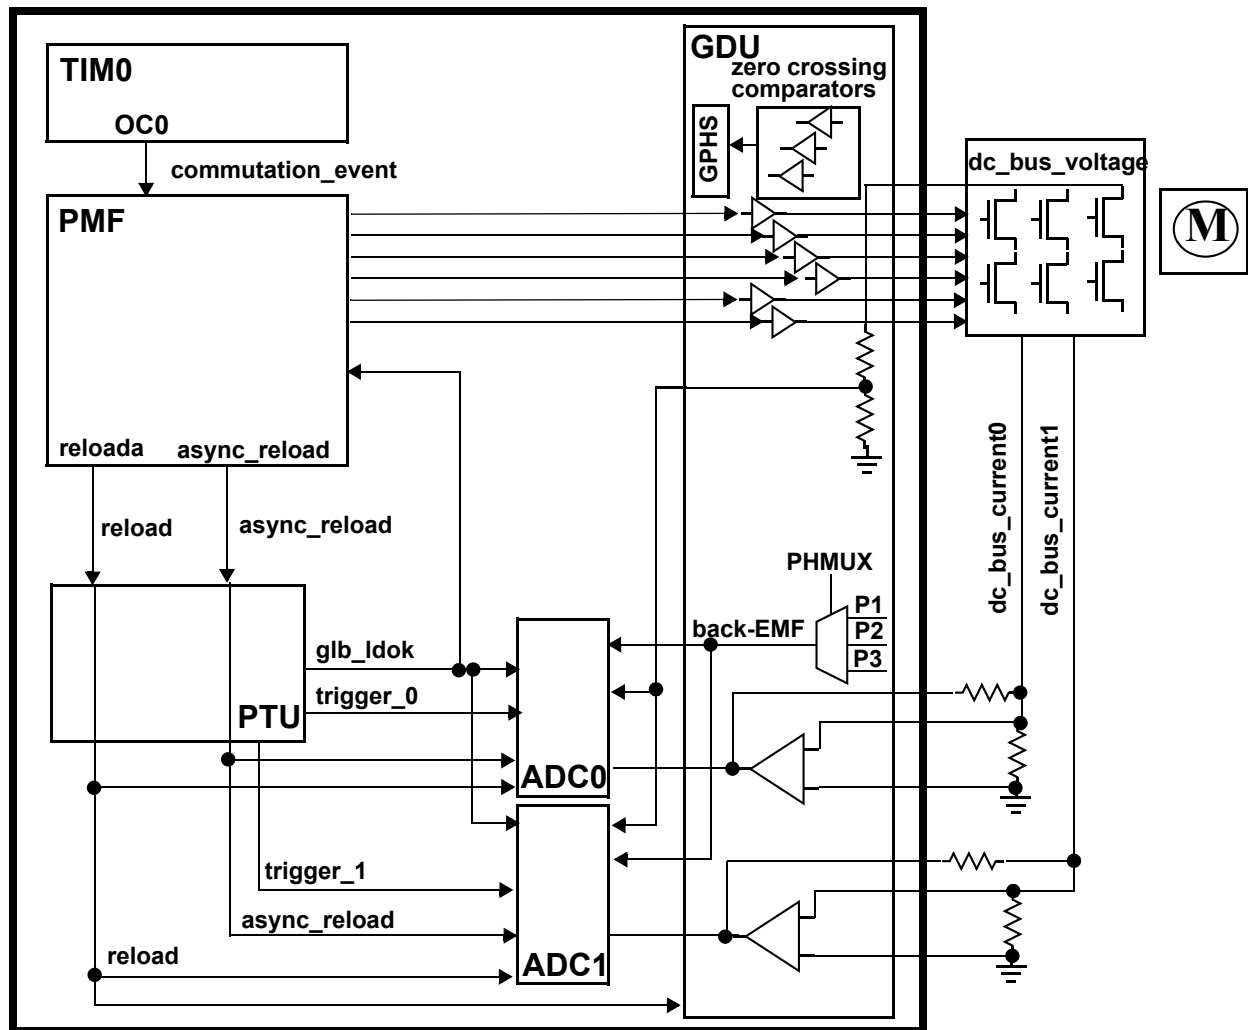 TIM0
OC0
commutation_event
PMF
reloada
async_reload
reload
async_reload
PTU
glb_ldok
trigger_0
trigger_1
async_reload
reload
ADC0
ADC1
GDU
zero crossing
comparators
GPHS
PHMUX
P1
P2
P3
back-EMF
dc_bus_voltage
M
dc_bus_current0
dc_bus_current1